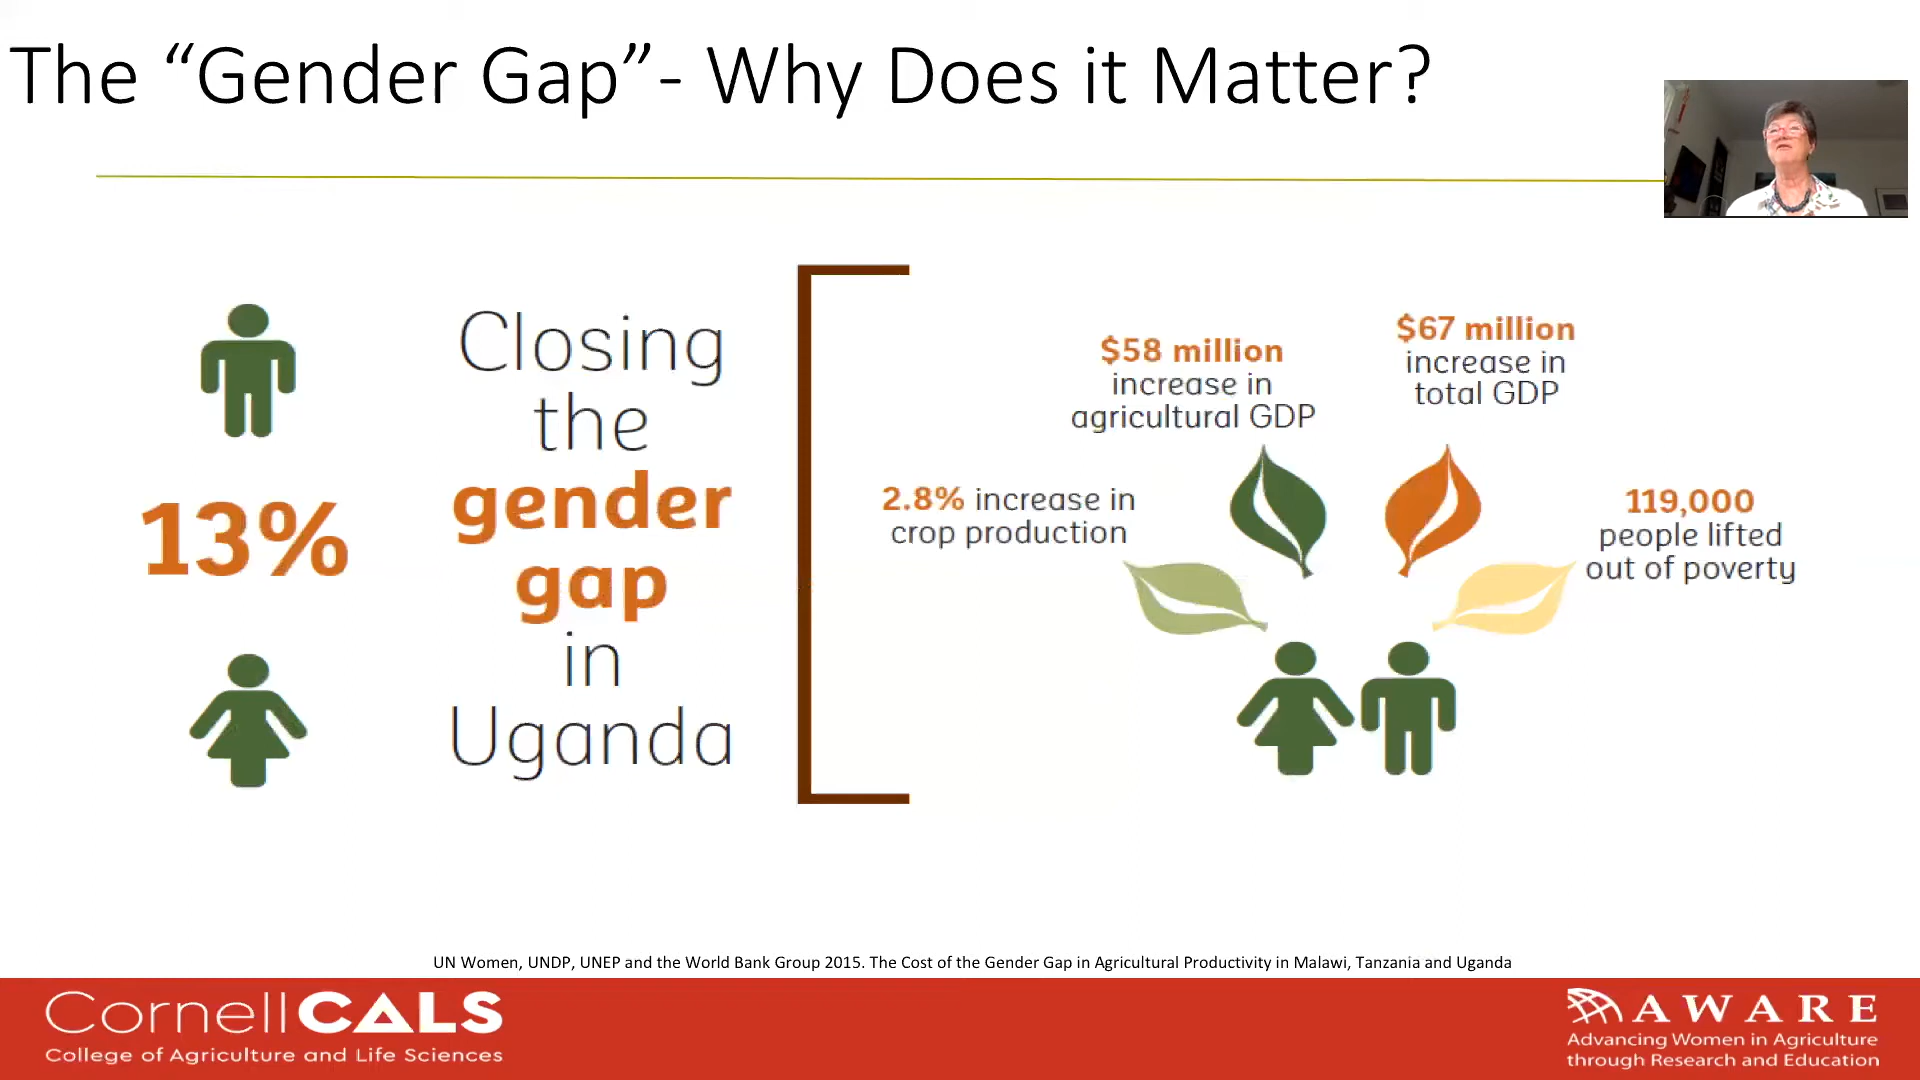 The “Gender Gap”- Why Does it Matter?
13%
Closing
the
gender
gap
in
Uganda
2.8% increase in
crop production
$58 million
increase in
agricultural GDP
$67 million
increase in
total GDP
119,000
people lifted
out of poverty
UN Women, UNDP, UNEP and the World Bank Group 2015. The Cost of the Gender Gap in Agricultural Productivity in Malawi, Tanzania and Uganda
CornellCALS
College of Agriculture and Life Sciences
AWARE
Advancing Women in Agriculture
through Research and Education